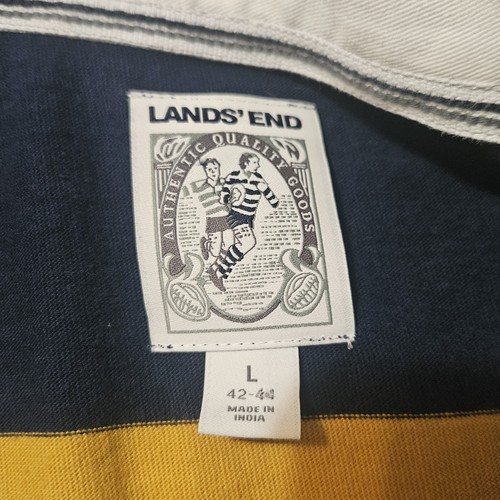 LANDS' END
AUTHENTIC QUALITY GOODS
L
42-44
MADE IN
INDIA